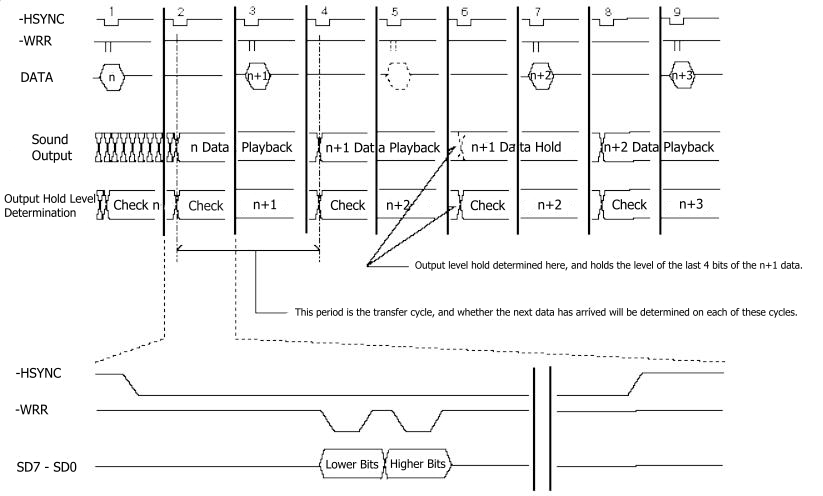 1 2 3 4 5 6 7 8 9
-HSYNC
-WRR
DATA n n+1 n+2 n+3
Sound Output n Data Playback n+1 Data Playback n+1 Data Hold n+2 Data Playback
Output Hold Level Determination Check n Check n+1 Check n+2 Check n+2 Check n+3
Output level hold determined here, and holds the level of the last 4 bits of the n+1 data.
This period is the transfer cycle, and whether the next data has arrived will be determined on each of these cycles.
-HSYNC
-WRR
SD7 - SD0 Lower Bits Higher Bits